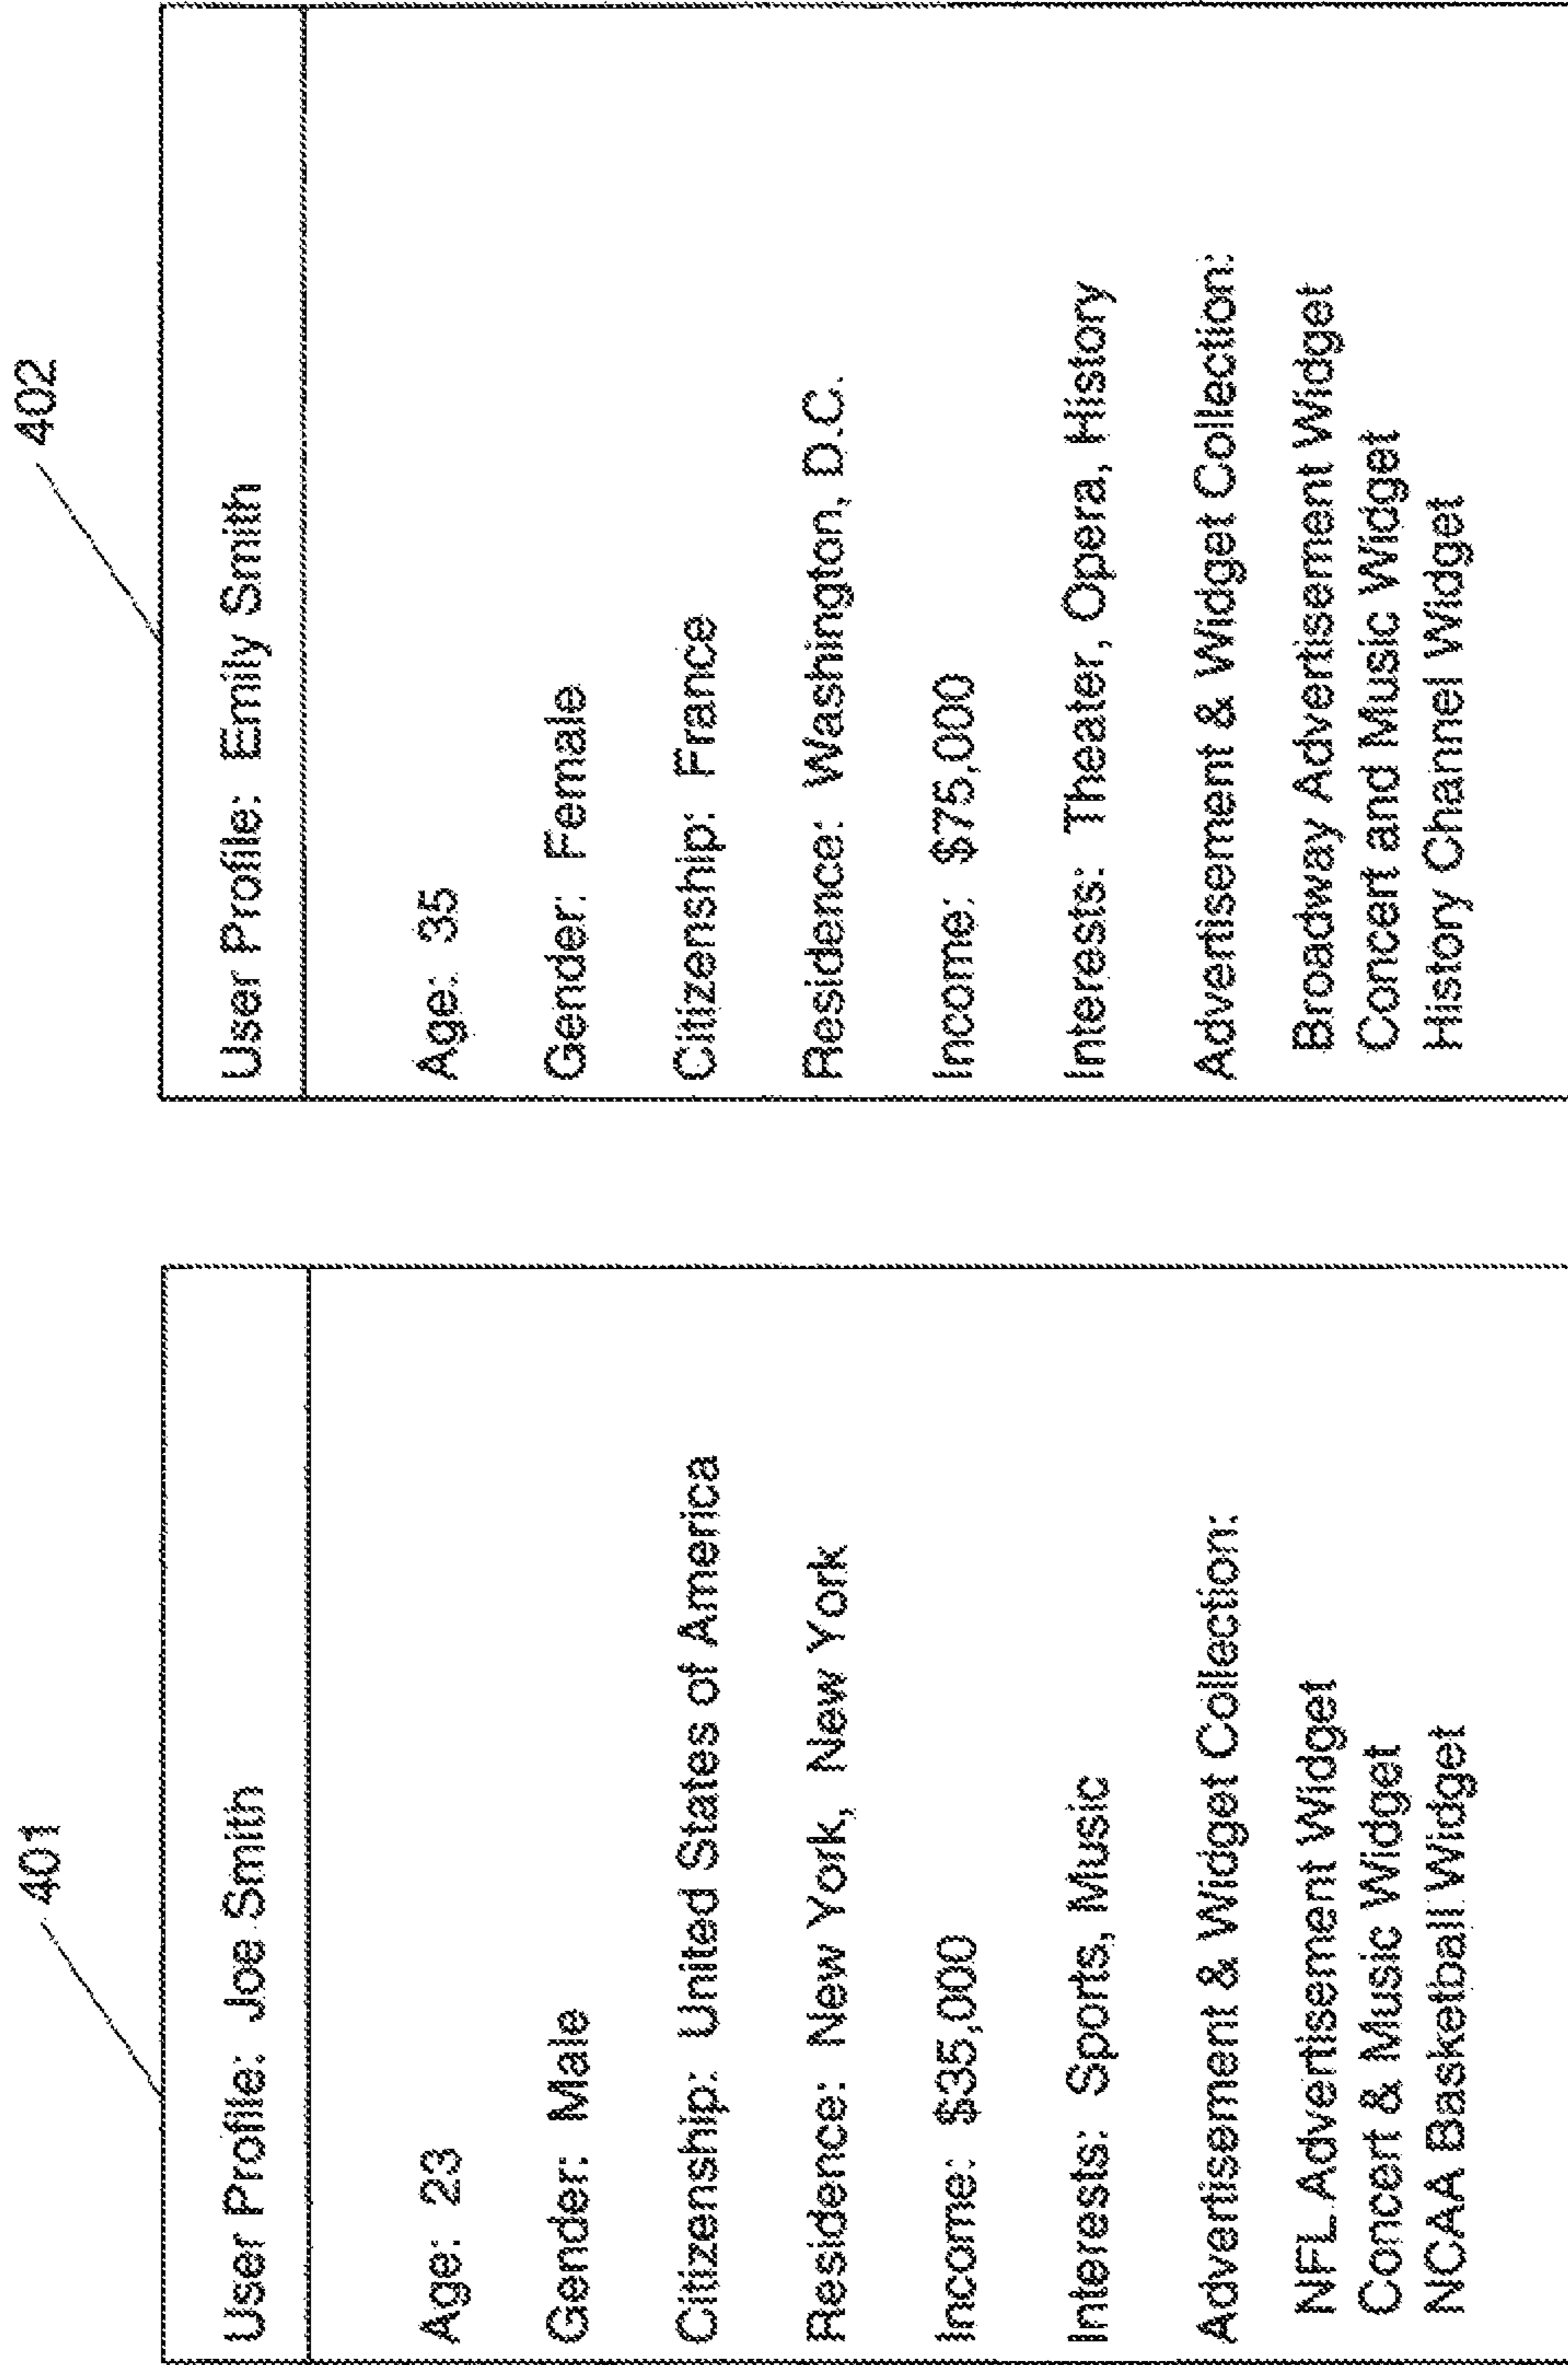 401
User Profile: Joe Smith
Age: 23
Gender: Male
Citizenship: United States of America
Residence: New York, New York
Income: $35,000
Interests: Sports, Music
Advertisement & Widget Collection:
NFL Advertisement Widget
Concert & Music Widget
NCAA Basketball Widget
402
User Profile: Emily Smith
Age: 35
Gender: Female
Citizenship: France
Residence: Washington, D.C.
Income: $75,000
Interests: Theater, Opera, History
Advertisement & Widget Collection:
Broadway Advertisement Widget
Concert and Music Widget
History Channel Widget